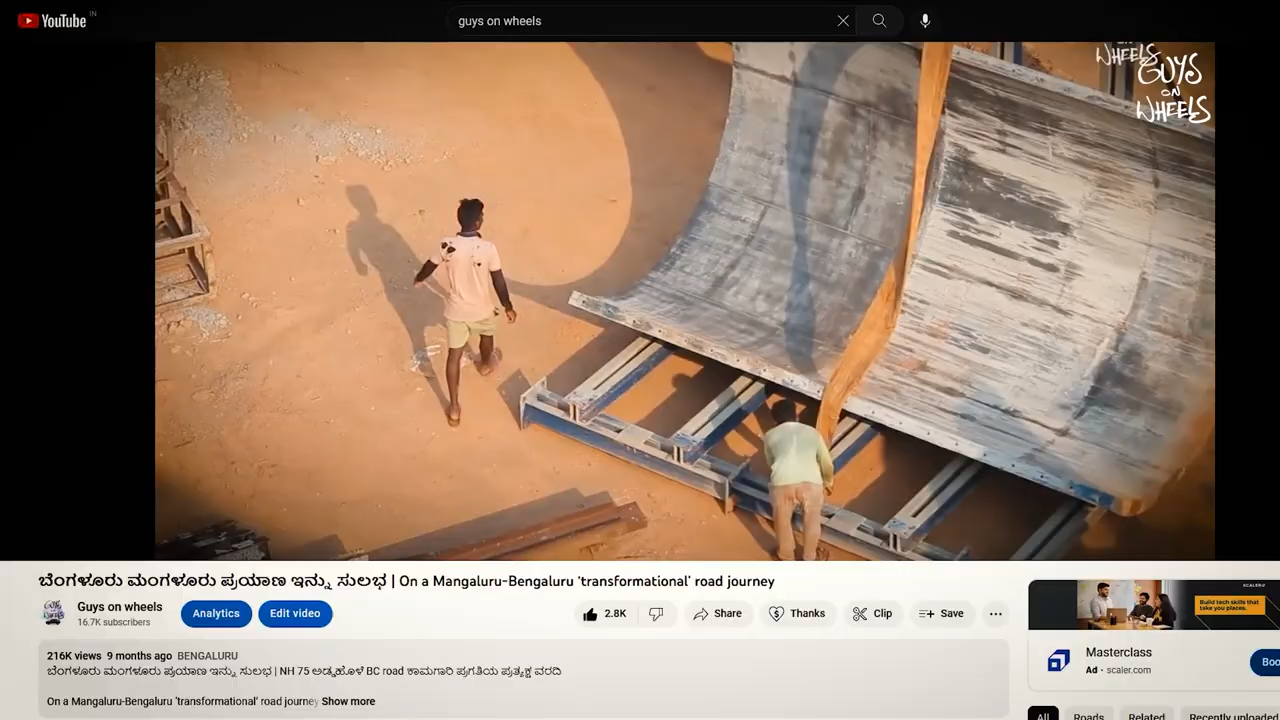 YouTube IN
guys on wheels
WHEELS
GUYS
ON
WHEELS
ಬೆಂಗಳೂರು ಮಂಗಳೂರು ಪ್ರಯಾಣ ಇನ್ನು ಸುಲಭ | On a Mangaluru-Bengaluru 'transformational' road journey
Guys on wheels
16.7K subscribers
Analytics
Edit video
2.8K
Share
Thanks
Clip
Save
SCALER
Build tech skills that
take you places.
Masterclass
Ad • scaler.com
216K views 9 months ago BENGALURU
ಬೆಂಗಳೂರು ಮಂಗಳೂರು ಪ್ರಯಾಣ ಇನ್ನು ಸುಲಭ | NH 75 ಅಡ್ಡಹೊಳೆ BC road ಕಾಮಗಾರಿ ಪ್ರಗತಿಯ ಪ್ರತ್ಯಕ್ಷ ವರದಿ
On a Mangaluru-Bengaluru 'transformational' road journey Show more
All
Roads
Related
Recently uploaded